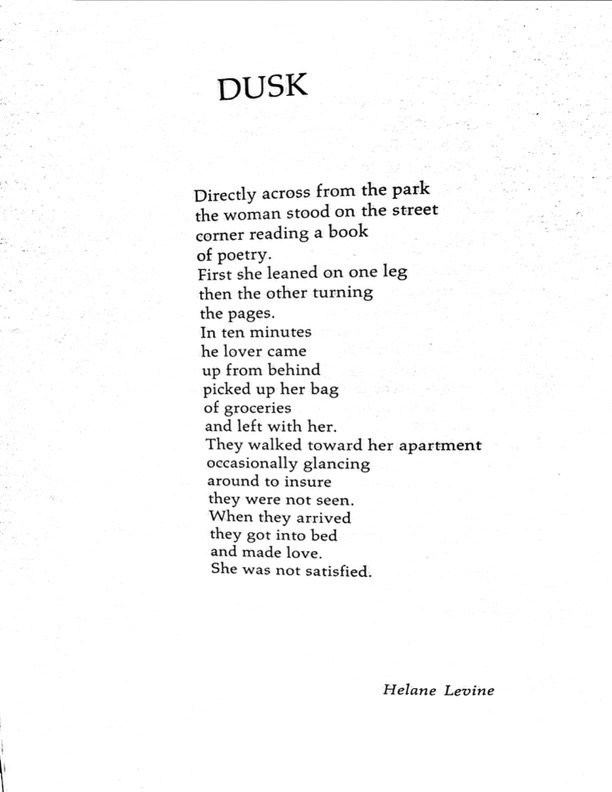 DUSK
Directly across from the park
the woman stood on the street
corner reading a book
of poetry.
First she leaned on one leg
then the other turning
the pages.
In ten minutes
he lover came
up from behind
picked up her bag
of groceries
and left with her.
They walked toward her apartment
occasionally glancing
around to insure
they were not seen.
When they arrived
they got into bed
and made love.
She was not satisfied.
Helane Levine